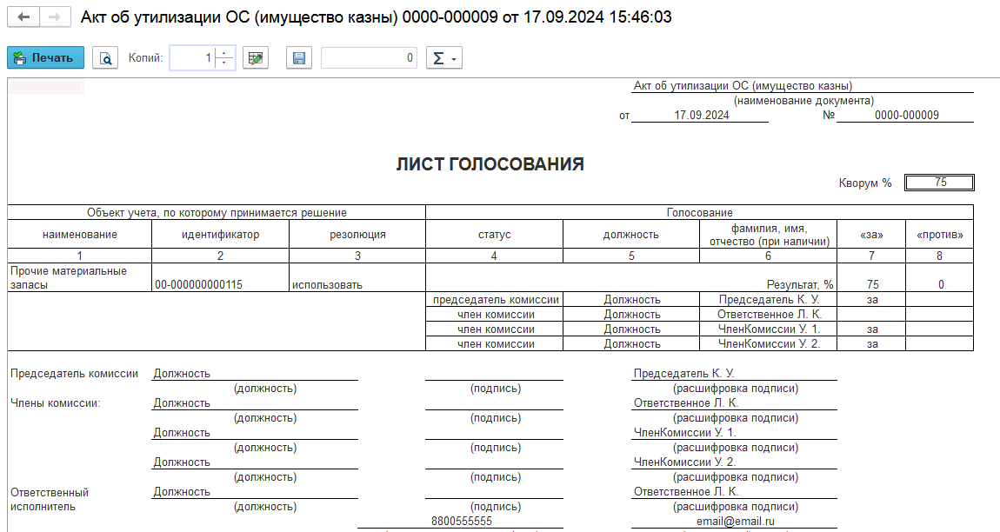 Акт об утилизации ОС (имущество казны) 0000-000009 от 17.09.2024 15:46:03
Печать Копий: 1 0 Σ
Акт об утилизации ОС (имущество казны)
(наименование документа)
от 17.09.2024 № 0000-000009
ЛИСТ ГОЛОСОВАНИЯ
Кворум % 75
Объект учета, по которому принимается решение Голосование
наименование идентификатор резолюция статус должность фамилия, имя, отчество (при наличии) «за» «против»
1 2 3 4 5 6 7 8
Прочие материальные
запасы 00-000000000115 использовать Результат, % 75 0
председатель комиссии Должность Председатель К. У. за
член комиссии Должность Ответственное Л. К.
член комиссии Должность ЧленКомиссии У. 1. за
член комиссии Должность ЧленКомиссии У. 2. за
Председатель комиссии Должность Председатель К. У.
(должность) (подпись) (расшифровка подписи)
Члены комиссии: Должность Ответственное Л. К.
(должность) (подпись) (расшифровка подписи)
Должность ЧленКомиссии У. 1.
(должность) (подпись) (расшифровка подписи)
Должность ЧленКомиссии У. 2.
(должность) (подпись) (расшифровка подписи)
Ответственный Должность Ответственное Л. К.
исполнитель (должность) (подпись) (расшифровка подписи)
8800555555 email@email.ru